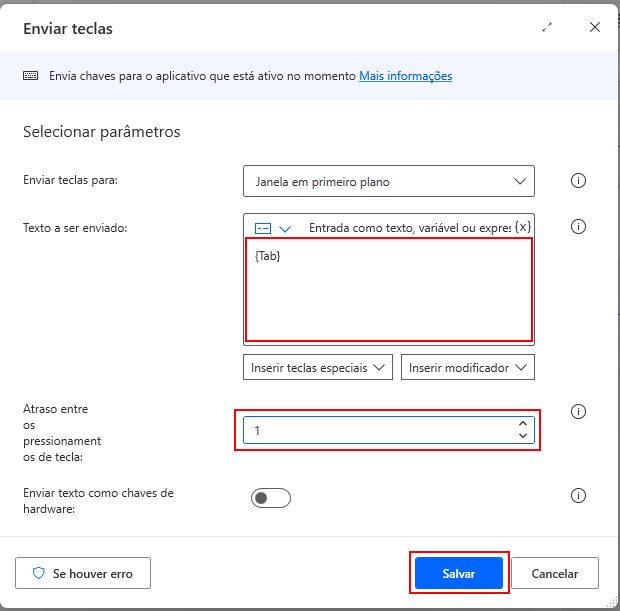 Enviar teclas
Envia chaves para o aplicativo que está ativo no momento Mais informações
Selecionar parâmetros
Enviar teclas para:
Janela em primeiro plano
Texto a ser enviado:
Entrada como texto, variável ou expres {x}
{Tab}
Inserir teclas especiais
Inserir modificador
Atraso entre
os
pressionament
os de tecla:
1
Enviar texto como chaves de
hardware:
Se houver erro
Salvar
Cancelar